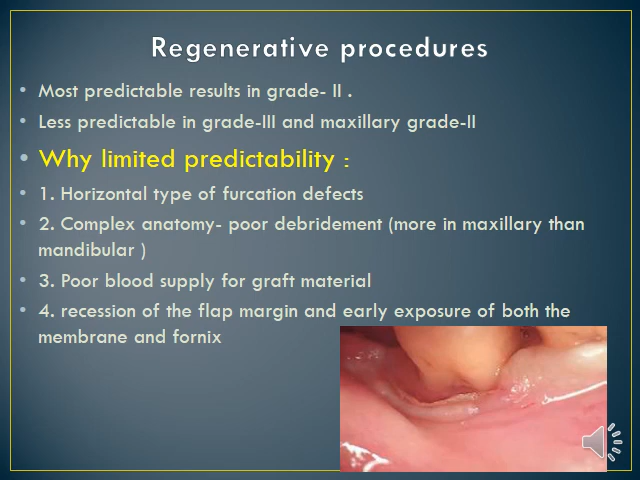 Regenerative procedures
• Most predictable results in grade- II .
• Less predictable in grade-III and maxillary grade-II
• Why limited predictability :
• 1. Horizontal type of furcation defects
• 2. Complex anatomy- poor debridement (more in maxillary than
mandibular )
• 3. Poor blood supply for graft material
• 4. recession of the flap margin and early exposure of both the
membrane and fornix